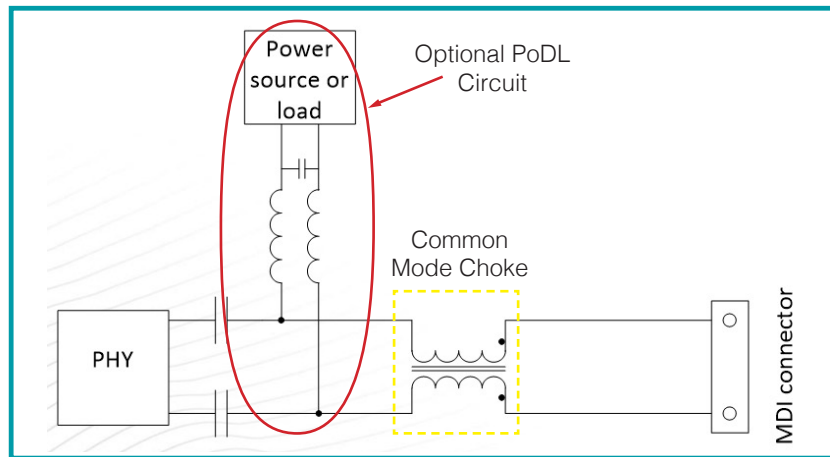 Power
source or
load
Optional PoDL
Circuit
Common
Mode Choke
PHY
MDI connector